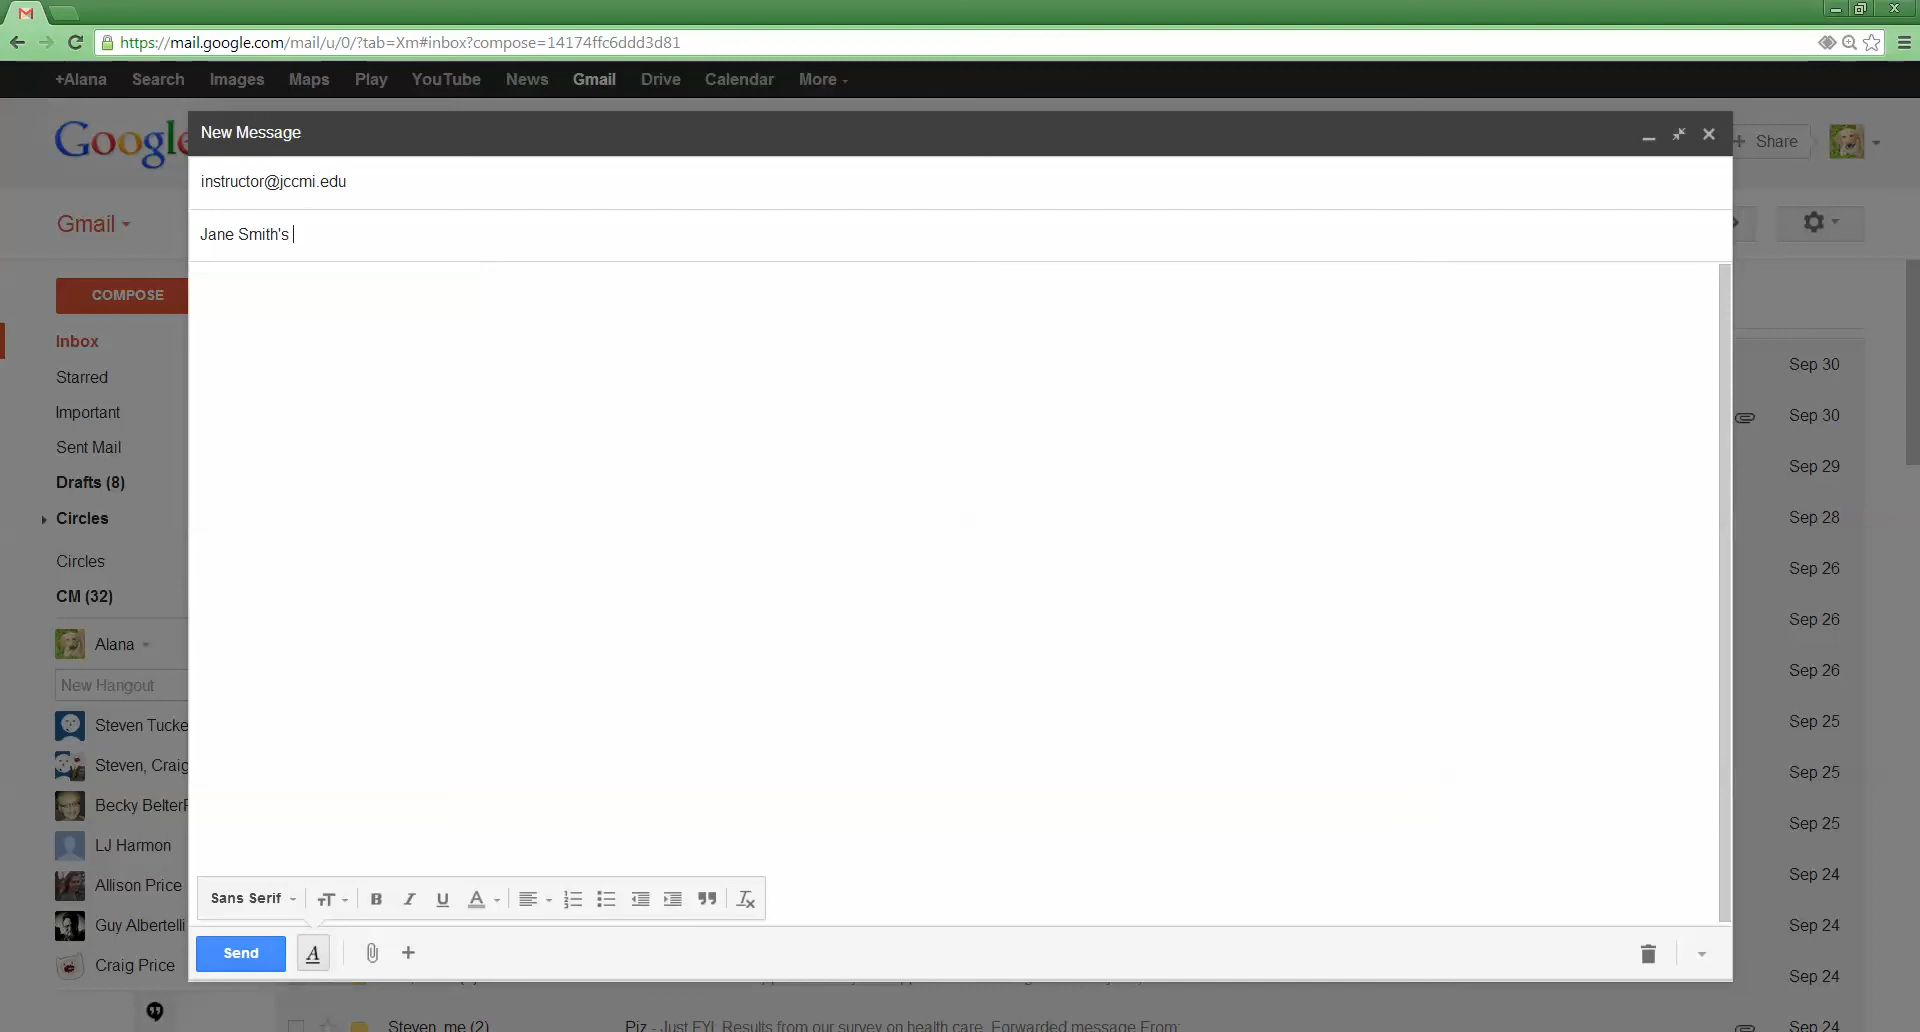 https://mail.google.com/mail/u/0/?tab=Xm#inbox?compose=14174ffc6ddd3d81
+Alana Search Images Maps Play YouTube News Gmail Drive Calendar More
Google
New Message
Share
instructor@jccmi.edu
Gmail
Jane Smith's
COMPOSE
Inbox
Starred
Important
Sent Mail
Drafts (8)
Circles
Circles
CM (32)
Alana
New Hangout
Steven Tucke
Steven, Craig
Becky Belter
LJ Harmon
Allison Price
Guy Albertelli
Craig Price
Sep 30
Sep 30
Sep 29
Sep 28
Sep 26
Sep 26
Sep 26
Sep 25
Sep 25
Sep 25
Sep 24
Sep 24
Sep 24
Sans Serif
Send
Steven, me (2) Piz - Just FYI. Results from our survey on health care. Forwarded message From: Sep 24